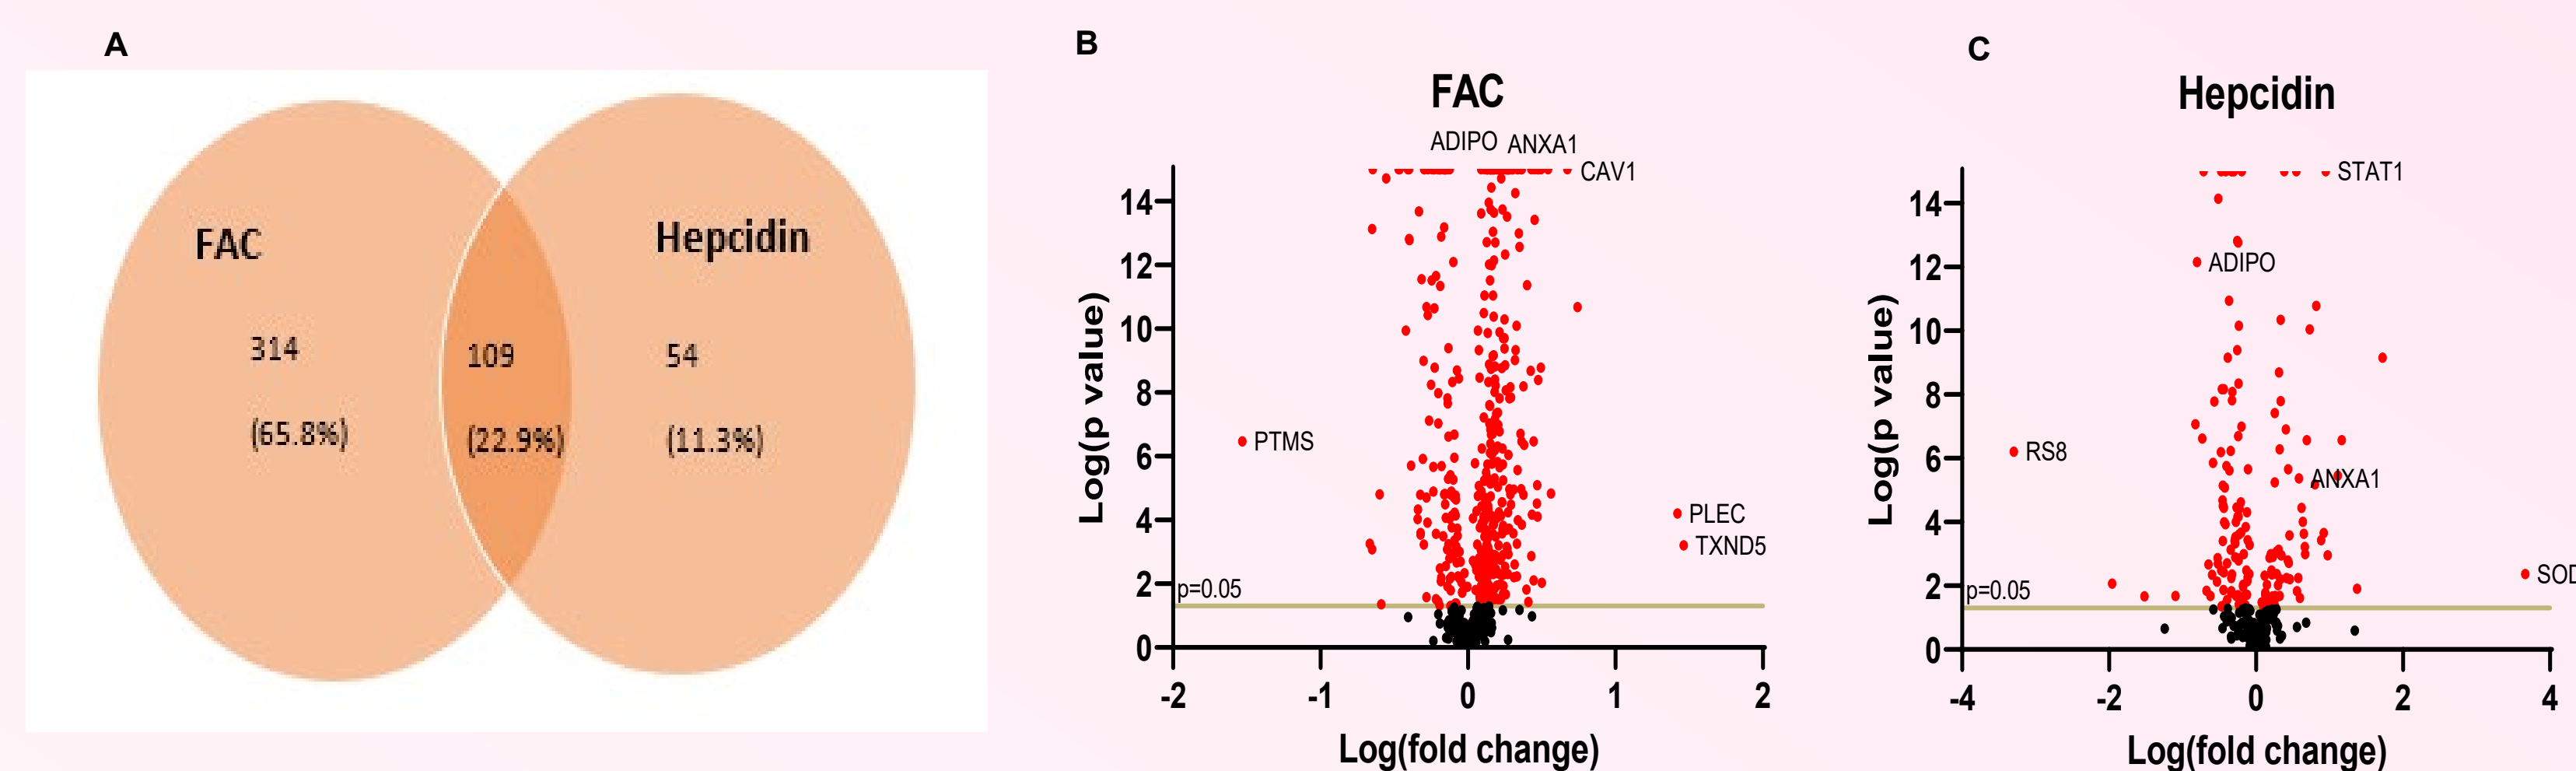 A
FAC
Hepcidin
314
109
54
(65.8%)
(22.9%)
(11.3%)
B
FAC
ADIPO ANXA1
CAV1
14
12
10
8
6
4
2
0
Log(p value)
PTMS
PLEC
TXND5
p=0.05
-2 -1 0 1 2
Log(fold change)
C
Hepcidin
STAT1
14
12
10
8
6
4
2
0
Log(p value)
ADIPO
RS8
ANXA1
SOD
p=0.05
-4 -2 0 2 4
Log(fold change)